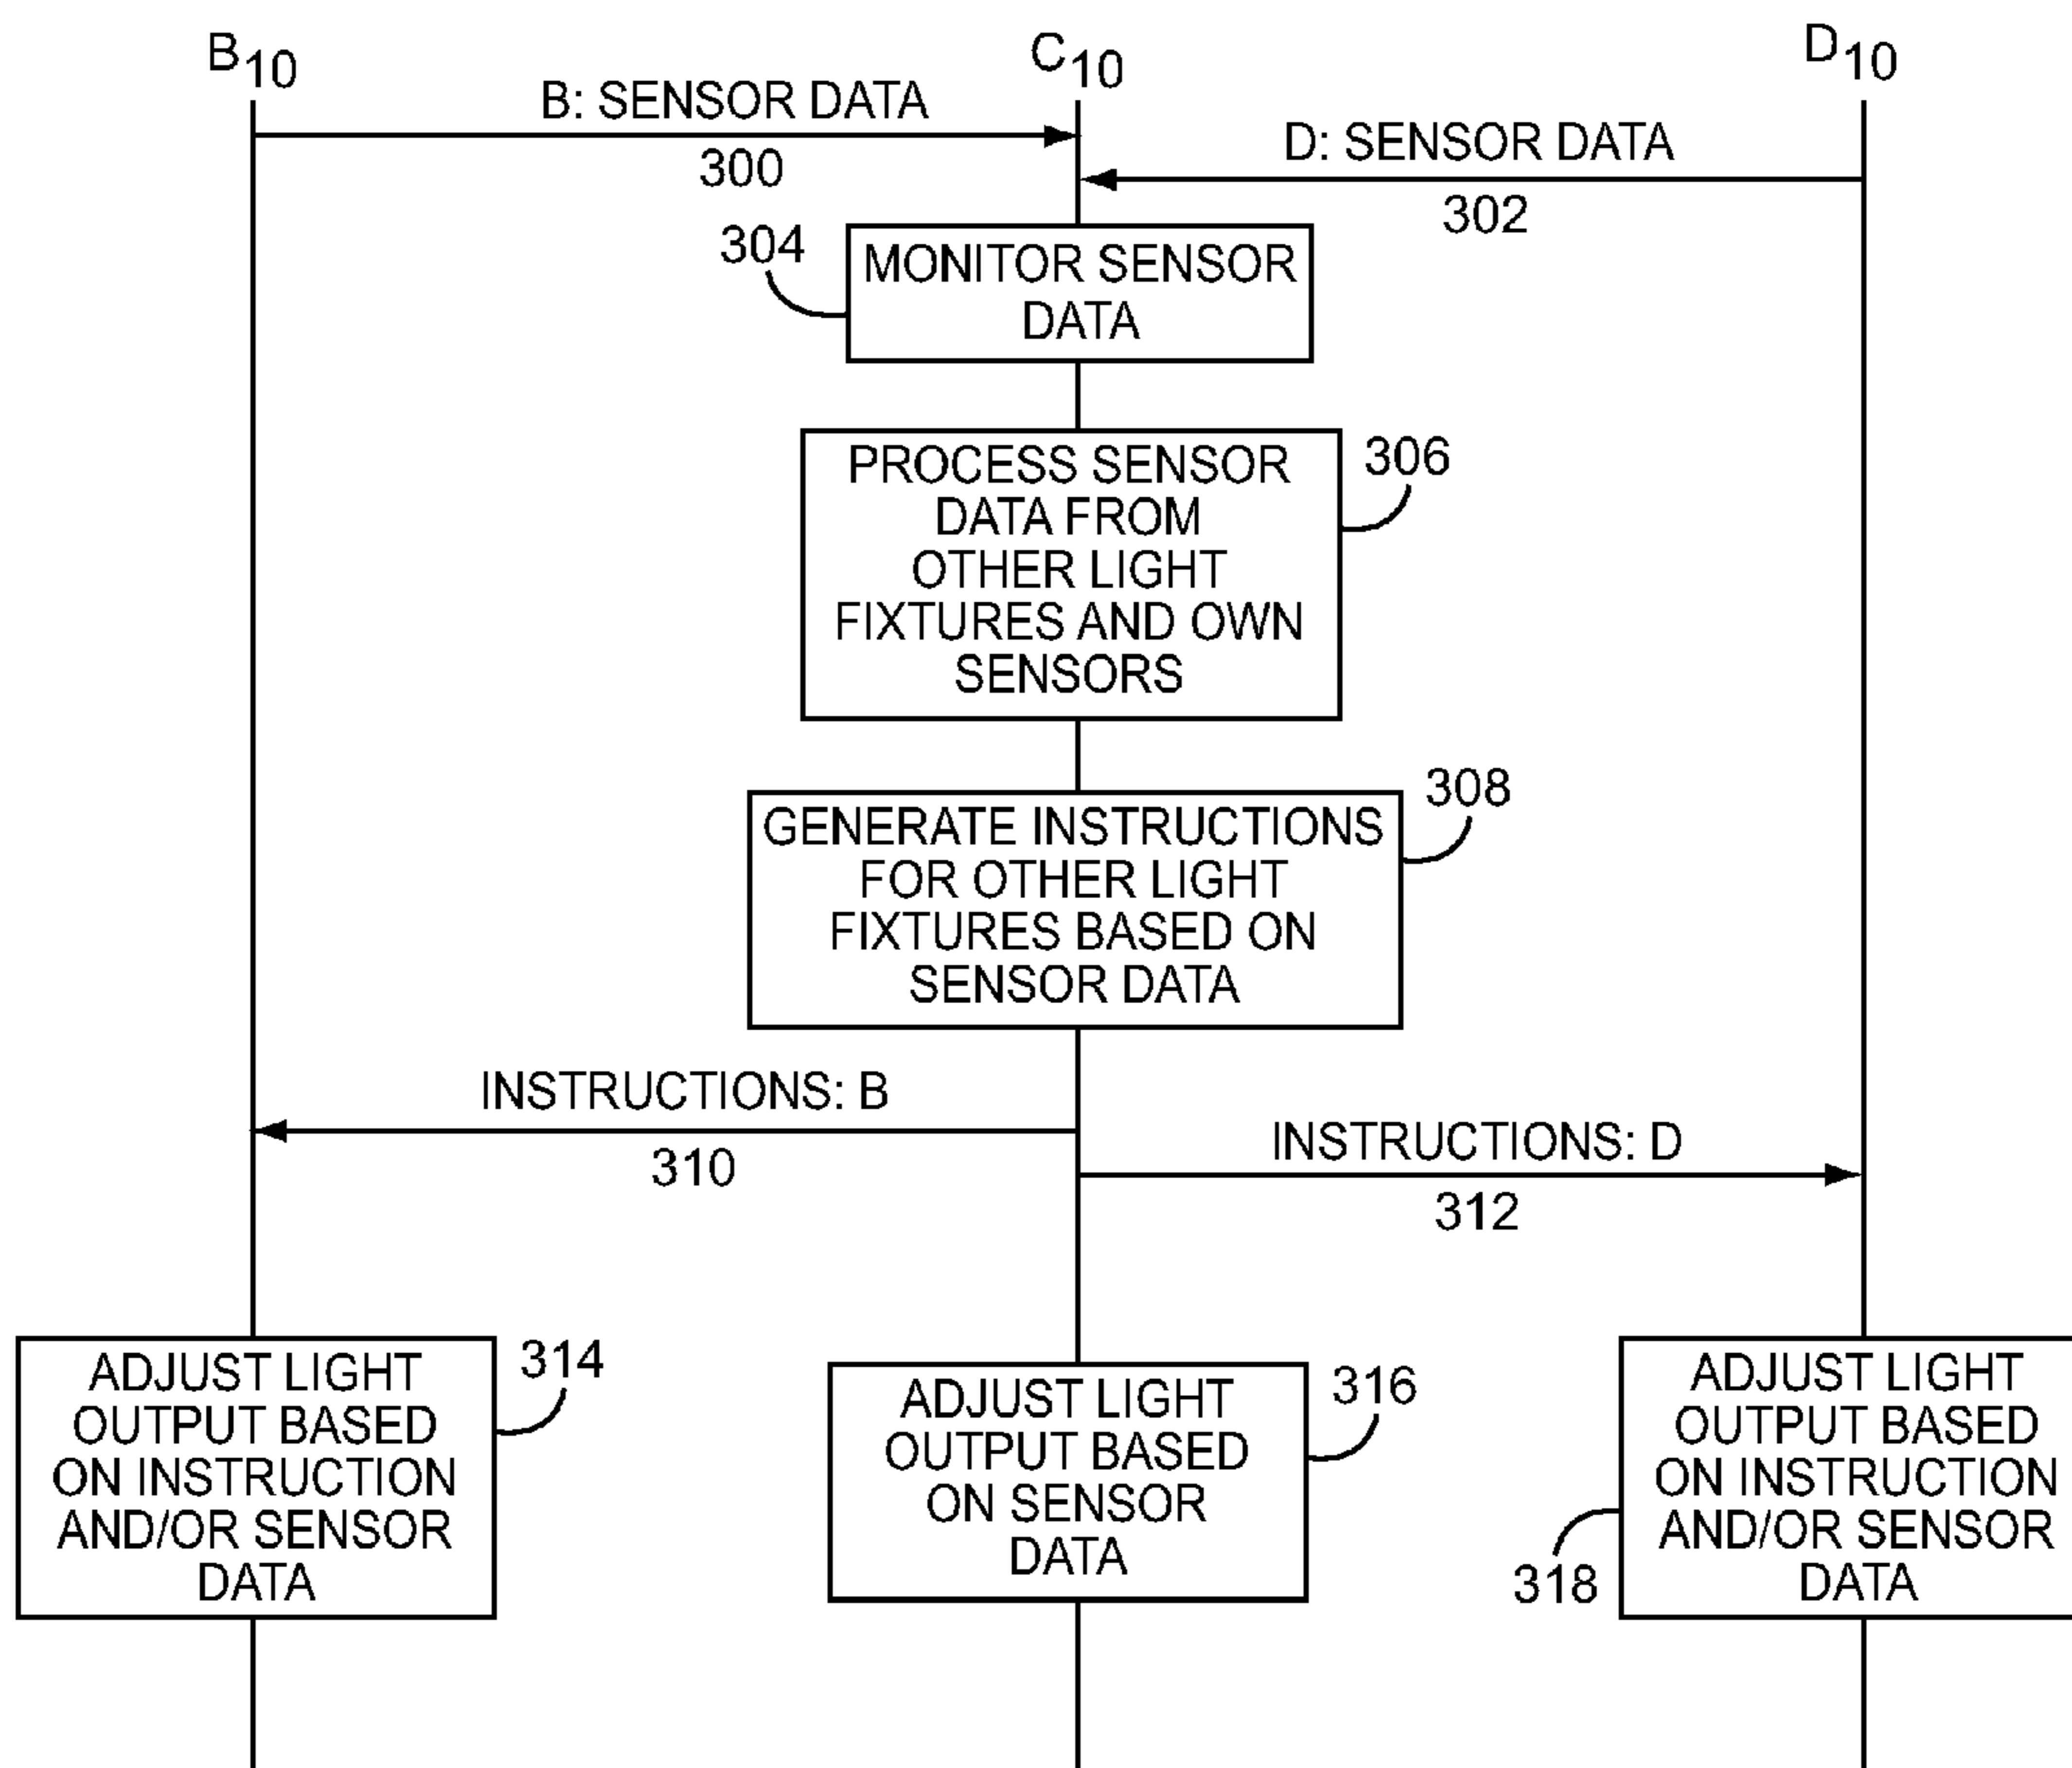 B10
C10
D10
B: SENSOR DATA
300
D: SENSOR DATA
302
304
MONITOR SENSOR
DATA
PROCESS SENSOR
DATA FROM
OTHER LIGHT
FIXTURES AND OWN
SENSORS
306
GENERATE INSTRUCTIONS
FOR OTHER LIGHT
FIXTURES BASED ON
SENSOR DATA
308
INSTRUCTIONS: B
310
INSTRUCTIONS: D
312
ADJUST LIGHT
OUTPUT BASED
ON INSTRUCTION
AND/OR SENSOR
DATA
314
ADJUST LIGHT
OUTPUT BASED
ON SENSOR
DATA
316
ADJUST LIGHT
OUTPUT BASED
ON INSTRUCTION
AND/OR SENSOR
DATA
318